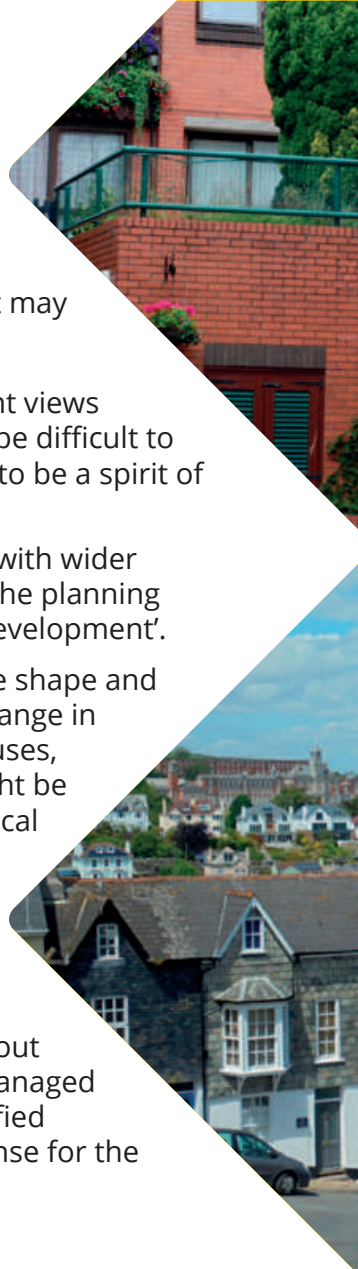 may
nt views
be difficult to
to be a spirit of
with wider
he planning
evelopment’.
e shape and
ange in
uses,
ht be
cal
out
anaged
fied
nse for the